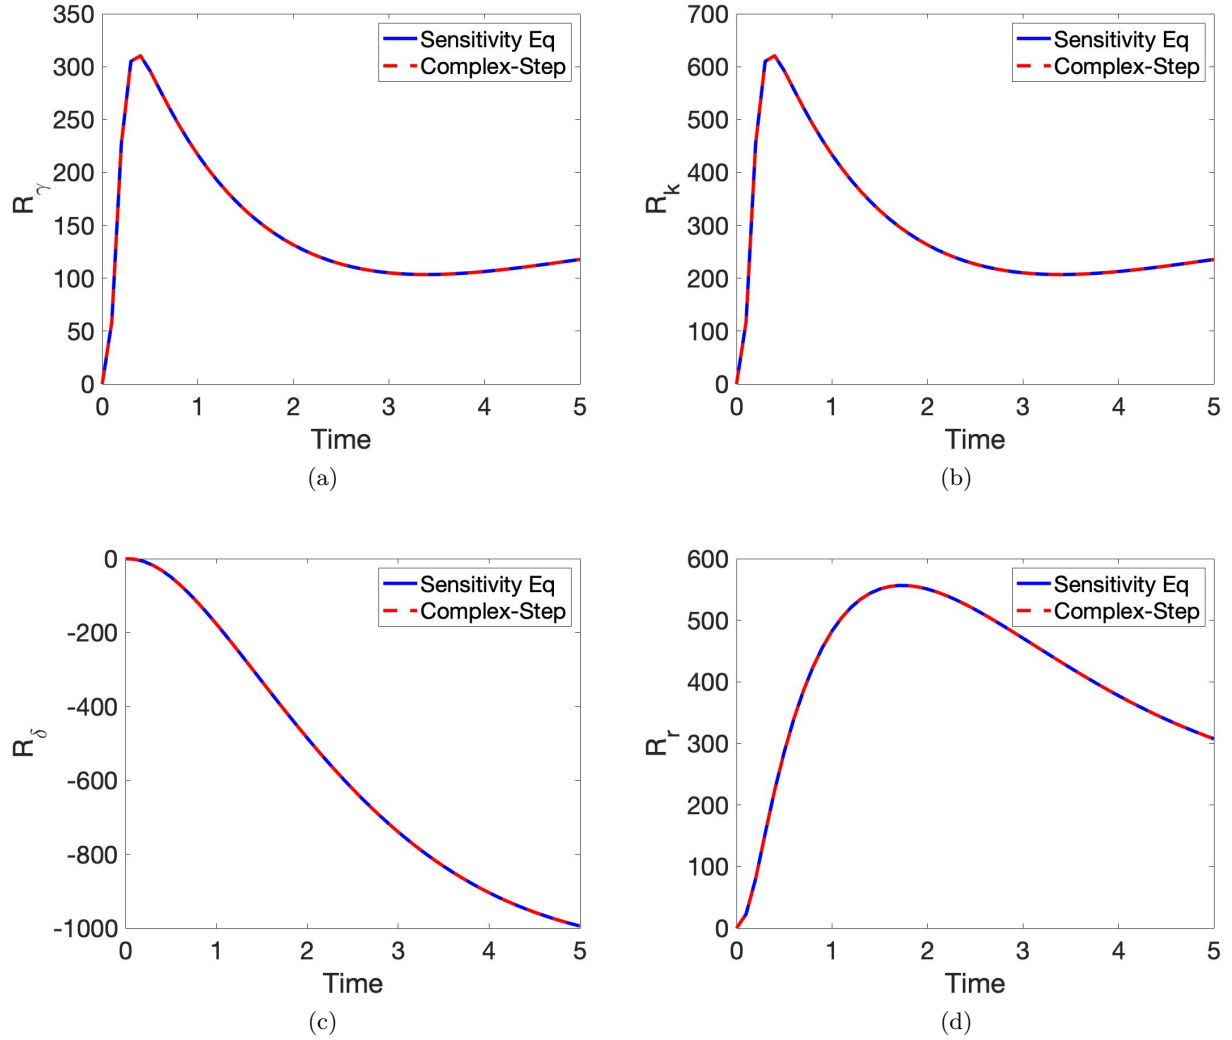 350
300
250
200
150
100
50
0
R_γ
0 1 2 3 4 5
Time
Sensitivity Eq
Complex-Step
(a)
700
600
500
400
300
200
100
0
R_k
0 1 2 3 4 5
Time
Sensitivity Eq
Complex-Step
(b)
0
-200
-400
-600
-800
-1000
R_δ
0 1 2 3 4 5
Time
Sensitivity Eq
Complex-Step
(c)
600
500
400
300
200
100
0
R_r
0 1 2 3 4 5
Time
Sensitivity Eq
Complex-Step
(d)